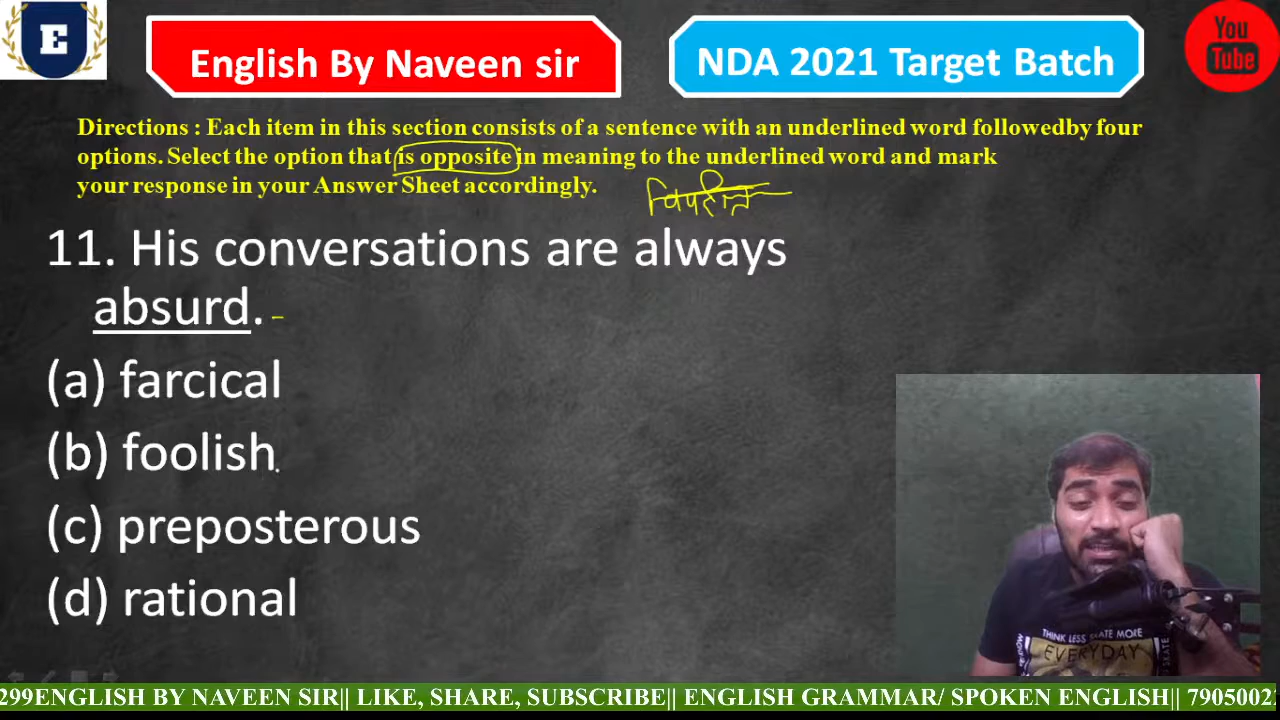 E
English By Naveen sir
NDA 2021 Target Batch
You
Tube
Directions : Each item in this section consists of a sentence with an underlined word followedby four
options. Select the option that is opposite in meaning to the underlined word and mark
your response in your Answer Sheet accordingly.
विपरीत
11. His conversations are always
absurd.
(a) farcical
(b) foolish
(c) preposterous
(d) rational
THINK LESS SKATE MORE
EVERYDAY
299ENGLISH BY NAVEEN SIR|| LIKE, SHARE, SUBSCRIBE|| ENGLISH GRAMMAR/ SPOKEN ENGLISH|| 79050021